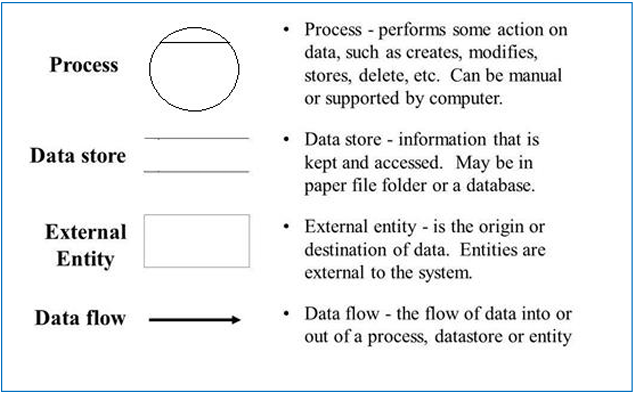 Process
• Process - performs some action on
data, such as creates, modifies,
stores, delete, etc. Can be manual
or supported by computer.
Data store
• Data store - information that is
kept and accessed. May be in
paper file folder or a database.
External
Entity
• External entity - is the origin or
destination of data. Entities are
external to the system.
Data flow
• Data flow - the flow of data into or
out of a process, datastore or entity